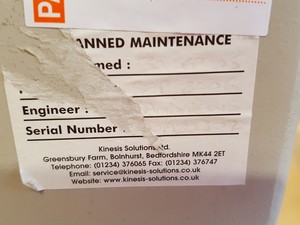 P
ANNED MAINTENANCE
med :
Engineer :
Serial Number
Kinesis Solutions Ltd.
Greensbury Farm, Bolnhurst, Bedfordshire MK44 2ET
Telephone: (01234) 376065 Fax: (01234) 376747
Email: service@kinesis-solutions.co.uk
Website: www.kinesis-solutions.co.uk